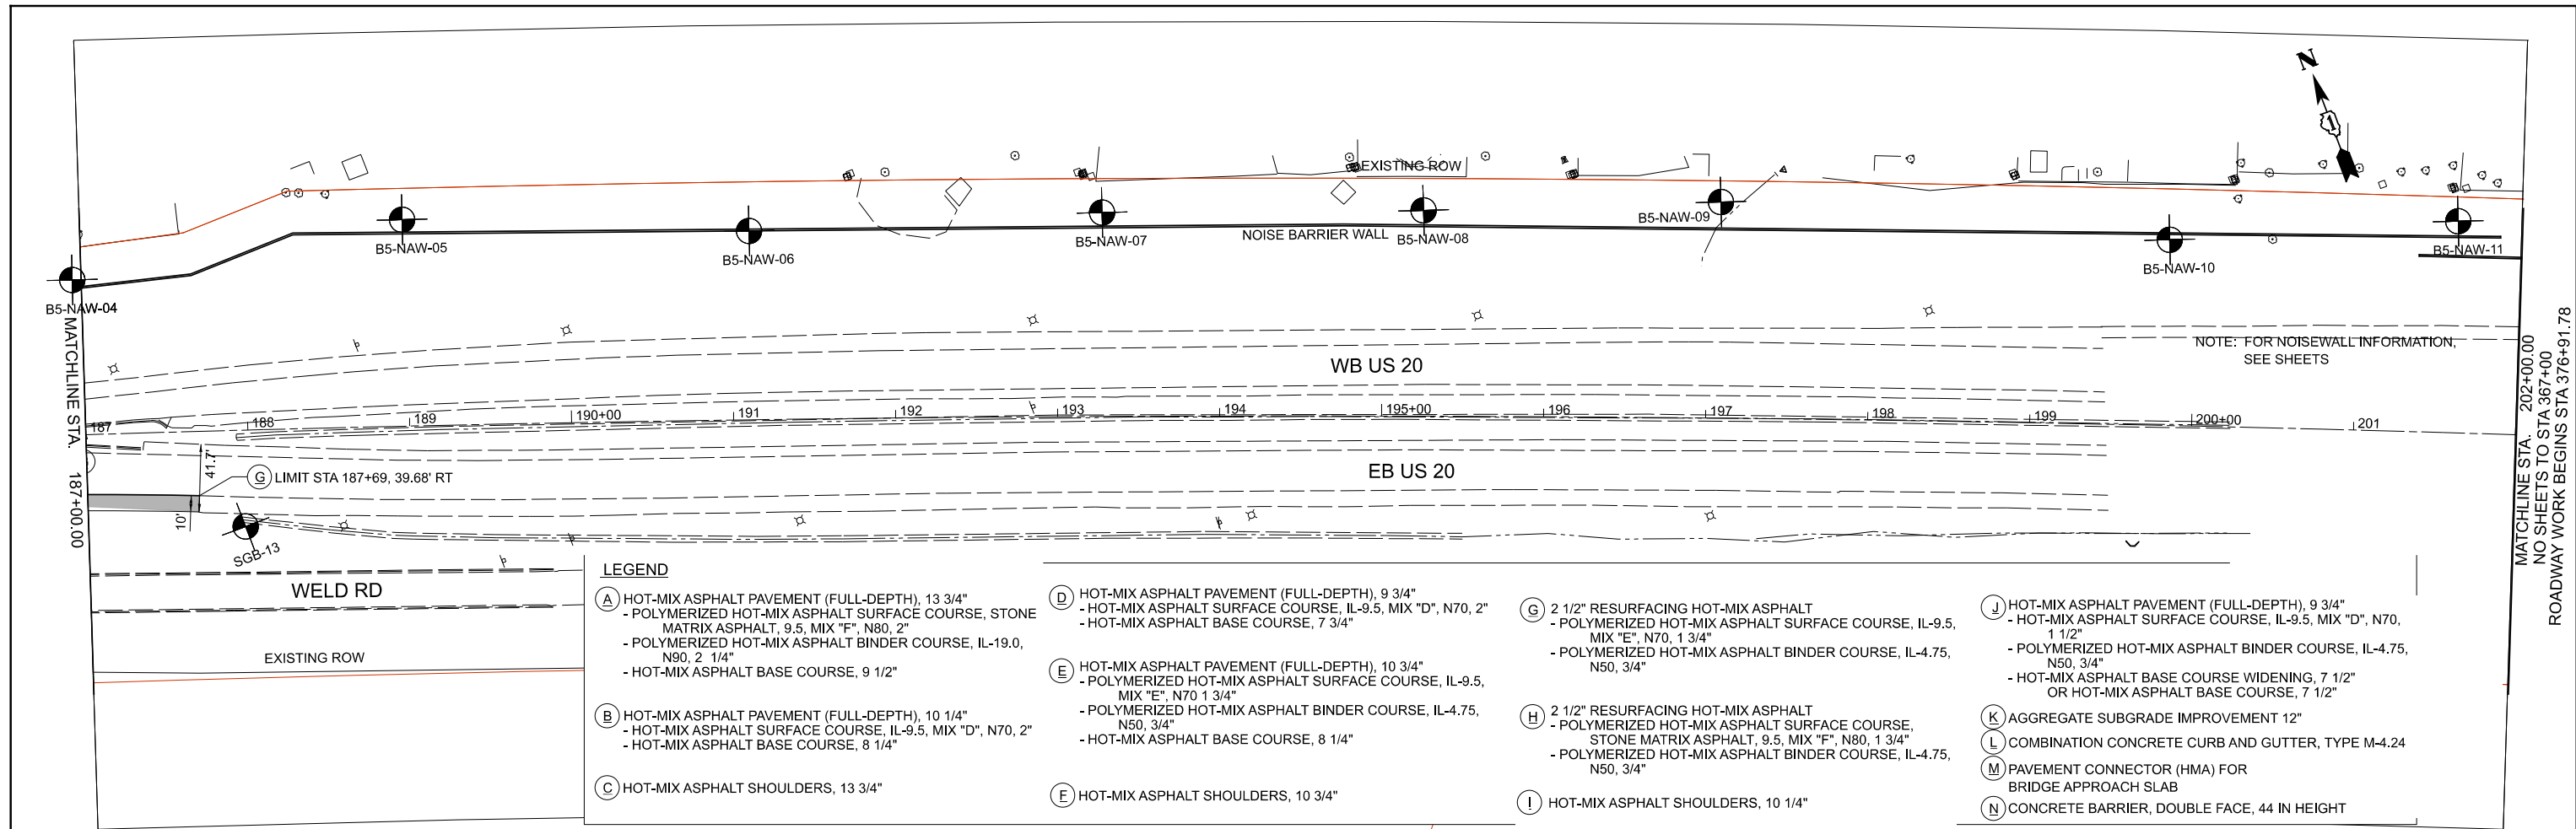 N
1
EXISTING ROW
B5-NAW-04
B5-NAW-05
B5-NAW-06
B5-NAW-07
NOISE BARRIER WALL
B5-NAW-08
B5-NAW-09
B5-NAW-10
B5-NAW-11
MATCHLINE STA. 187+00.00
WB US 20
NOTE: FOR NOISEWALL INFORMATION,
SEE SHEETS
187
188
189
190+00
191
192
193
194
195+00
196
197
198
199
200+00
201
41.7'
G LIMIT STA 187+69, 39.68' RT
10'
EB US 20
SGB-13
WELD RD
EXISTING ROW
MATCHLINE STA. 202+00.00
NO SHEETS TO STA 367+00
ROADWAY WORK BEGINS STA 376+91.78
LEGEND
A HOT-MIX ASPHALT PAVEMENT (FULL-DEPTH), 13 3/4"
- POLYMERIZED HOT-MIX ASPHALT SURFACE COURSE, STONE
MATRIX ASPHALT, 9.5, MIX "F", N80, 2"
- POLYMERIZED HOT-MIX ASPHALT BINDER COURSE, IL-19.0,
N90, 2 1/4"
- HOT-MIX ASPHALT BASE COURSE, 9 1/2"
B HOT-MIX ASPHALT PAVEMENT (FULL-DEPTH), 10 1/4"
- HOT-MIX ASPHALT SURFACE COURSE, IL-9.5, MIX "D", N70, 2"
- HOT-MIX ASPHALT BASE COURSE, 8 1/4"
C HOT-MIX ASPHALT SHOULDERS, 13 3/4"
D HOT-MIX ASPHALT PAVEMENT (FULL-DEPTH), 9 3/4"
- HOT-MIX ASPHALT SURFACE COURSE, IL-9.5, MIX "D", N70, 2"
- HOT-MIX ASPHALT BASE COURSE, 7 3/4"
E HOT-MIX ASPHALT PAVEMENT (FULL-DEPTH), 10 3/4"
- POLYMERIZED HOT-MIX ASPHALT SURFACE COURSE, IL-9.5,
MIX "E", N70 1 3/4"
- POLYMERIZED HOT-MIX ASPHALT BINDER COURSE, IL-4.75,
N50, 3/4"
- HOT-MIX ASPHALT BASE COURSE, 8 1/4"
F HOT-MIX ASPHALT SHOULDERS, 10 3/4"
G 2 1/2" RESURFACING HOT-MIX ASPHALT
- POLYMERIZED HOT-MIX ASPHALT SURFACE COURSE, IL-9.5,
MIX "E", N70, 1 3/4"
- POLYMERIZED HOT-MIX ASPHALT BINDER COURSE, IL-4.75,
N50, 3/4"
H 2 1/2" RESURFACING HOT-MIX ASPHALT
- POLYMERIZED HOT-MIX ASPHALT SURFACE COURSE,
STONE MATRIX ASPHALT, 9.5, MIX "F", N80, 1 3/4"
- POLYMERIZED HOT-MIX ASPHALT BINDER COURSE, IL-4.75,
N50, 3/4"
I HOT-MIX ASPHALT SHOULDERS, 10 1/4"
J HOT-MIX ASPHALT PAVEMENT (FULL-DEPTH), 9 3/4"
- HOT-MIX ASPHALT SURFACE COURSE, IL-9.5, MIX "D", N70,
1 1/2"
- POLYMERIZED HOT-MIX ASPHALT BINDER COURSE, IL-4.75,
N50, 3/4"
- HOT-MIX ASPHALT BASE COURSE WIDENING, 7 1/2"
OR HOT-MIX ASPHALT BASE COURSE, 7 1/2"
K AGGREGATE SUBGRADE IMPROVEMENT 12"
L COMBINATION CONCRETE CURB AND GUTTER, TYPE M-4.24
M PAVEMENT CONNECTOR (HMA) FOR
BRIDGE APPROACH SLAB
N CONCRETE BARRIER, DOUBLE FACE, 44 IN HEIGHT